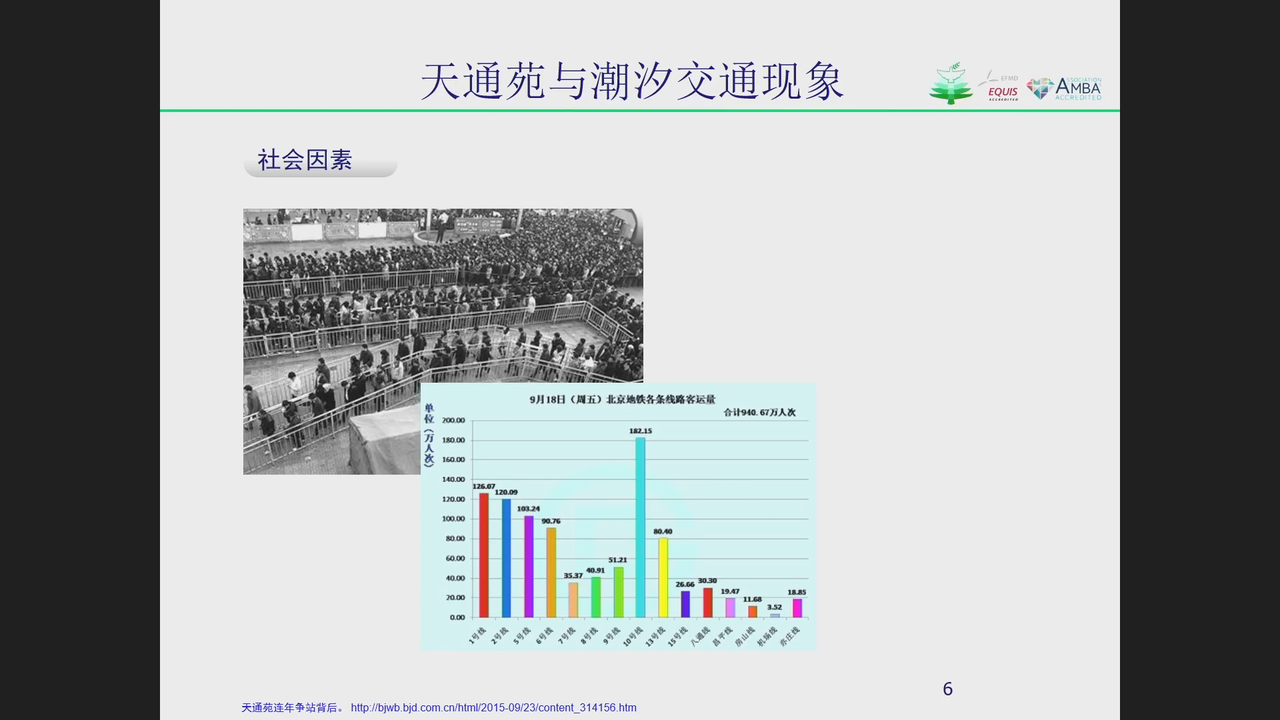 天通苑与潮汐交通现象
EFMD
EQUIS
ACCREDITED
ASSOCIATION
AMBA
ACCREDITED
社会因素
9月18日（周五）北京地铁各条线路客运量
合计940.67万人次
单位（万人次）
200.00
180.00
160.00
140.00
120.00
100.00
80.00
60.00
40.00
20.00
0.00
126.07
120.09
103.24
90.76
35.37
40.91
51.21
182.15
80.40
26.66
30.30
19.47
11.68
3.52
18.85
1号线
2号线
5号线
6号线
7号线
8号线
9号线
10号线
13号线
15号线
八通线
昌平线
房山线
机场线
亦庄线
6
天通苑连年争站背后。 http://bjwb.bjd.com.cn/html/2015-09/23/content_314156.htm